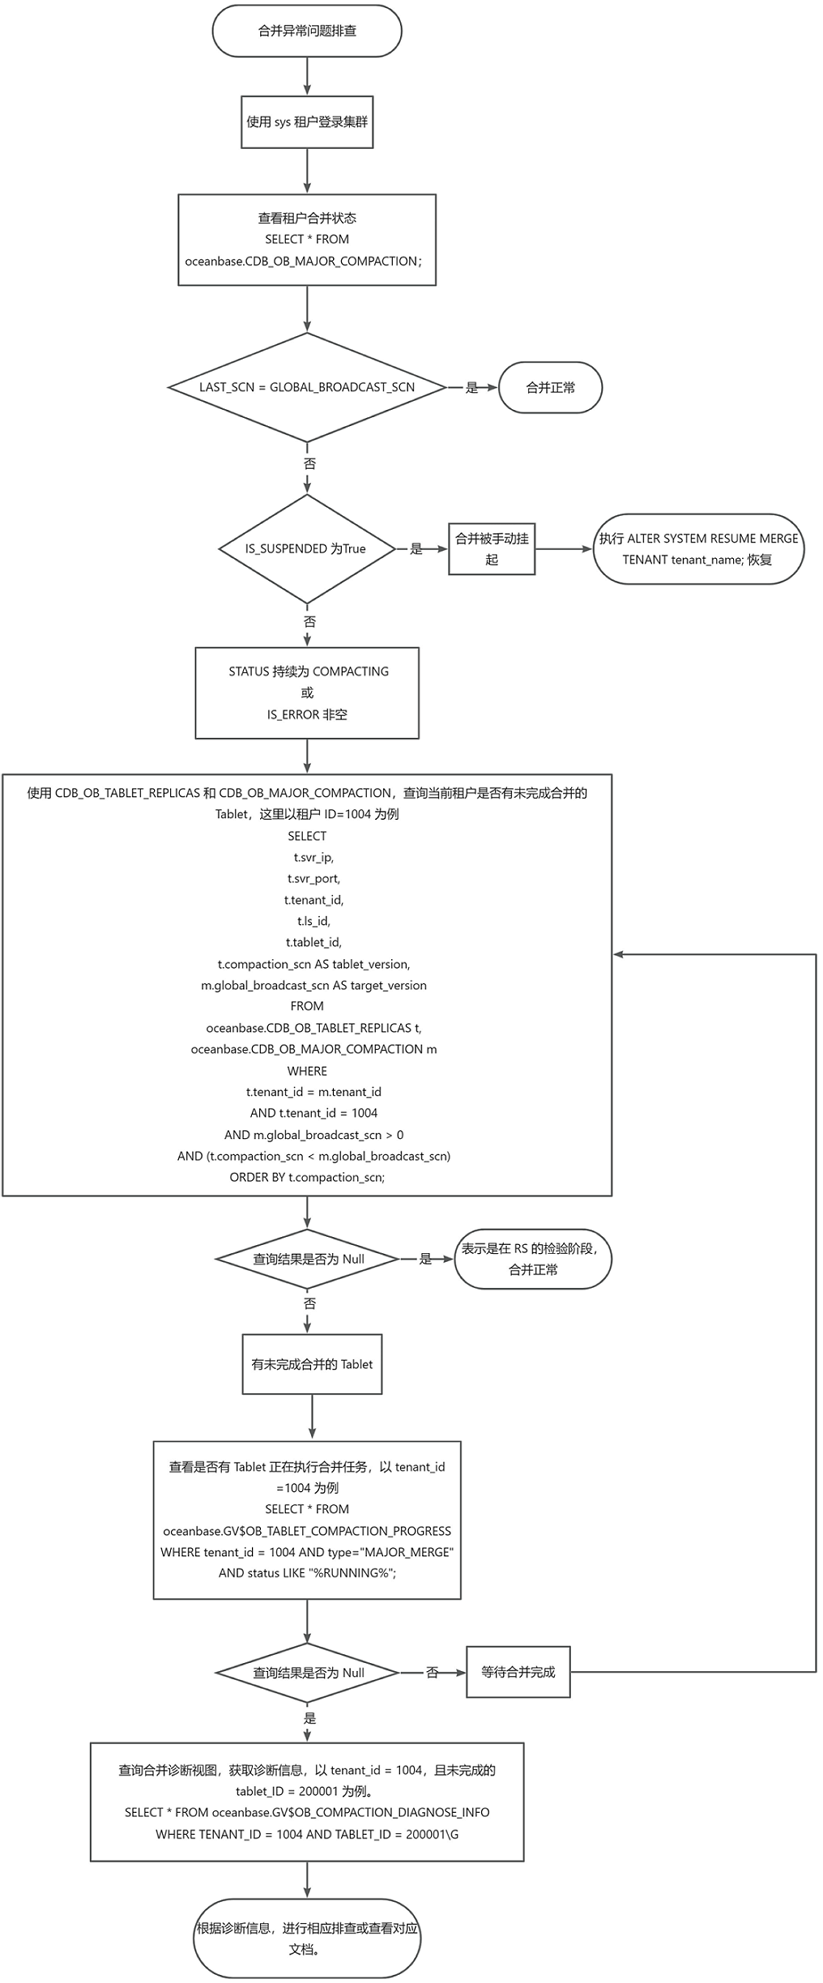 合并异常问题排查
使用 sys 租户登录集群
查看租户合并状态
SELECT * FROM
oceanbase.CDB_OB_MAJOR_COMPACTION;
LAST_SCN = GLOBAL_BROADCAST_SCN
是
合并正常
否
IS_SUSPENDED 为True
是
合并被手动挂
起
执行 ALTER SYSTEM RESUME MERGE
TENANT tenant_name; 恢复
否
STATUS 持续为 COMPACTING
或
IS_ERROR 非空
使用 CDB_OB_TABLET_REPLICAS 和 CDB_OB_MAJOR_COMPACTION，查询当前租户是否有未完成合并的
Tablet，这里以租户 ID=1004 为例
SELECT
t.svr_ip,
t.svr_port,
t.tenant_id,
t.ls_id,
t.tablet_id,
t.compaction_scn AS tablet_version,
m.global_broadcast_scn AS target_version
FROM
oceanbase.CDB_OB_TABLET_REPLICAS t,
oceanbase.CDB_OB_MAJOR_COMPACTION m
WHERE
t.tenant_id = m.tenant_id
AND t.tenant_id = 1004
AND m.global_broadcast_scn > 0
AND (t.compaction_scn < m.global_broadcast_scn)
ORDER BY t.compaction_scn;
查询结果是否为 Null
是
表示是在 RS 的检验阶段，
合并正常
否
有未完成合并的 Tablet
查看是否有 Tablet 正在执行合并任务，以 tenant_id
=1004 为例
SELECT * FROM
oceanbase.GV$OB_TABLET_COMPACTION_PROGRESS
WHERE tenant_id = 1004 AND type="MAJOR_MERGE"
AND status LIKE "%RUNNING%";
查询结果是否为 Null
否
等待合并完成
是
查询合并诊断视图，获取诊断信息，以 tenant_id = 1004，且未完成的
tablet_ID = 200001 为例。
SELECT * FROM oceanbase.GV$OB_COMPACTION_DIAGNOSE_INFO
WHERE TENANT_ID = 1004 AND TABLET_ID = 200001\G
根据诊断信息，进行相应排查或查看对应
文档。